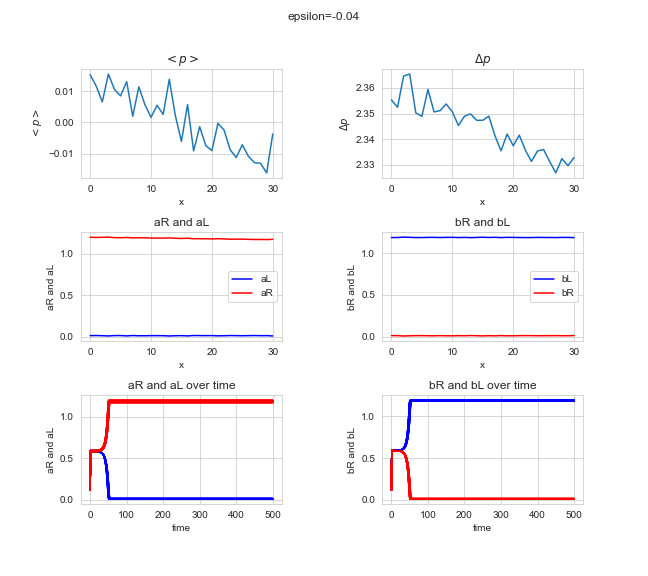 epsilon=-0.04
< p >
Δp
< p >
0.01
0.00
−0.01
0 10 20 30
x
Δp
2.36
2.35
2.34
2.33
0 10 20 30
x
aR and aL
bR and bL
aR and aL
1.0
0.5
0.0
aL
aR
0 10 20 30
x
bR and bL
1.0
0.5
0.0
bL
bR
0 10 20 30
x
aR and aL over time
bR and bL over time
aR and aL
1.0
0.5
0.0
0 100 200 300 400 500
time
bR and bL
1.0
0.5
0.0
0 100 200 300 400 500
time